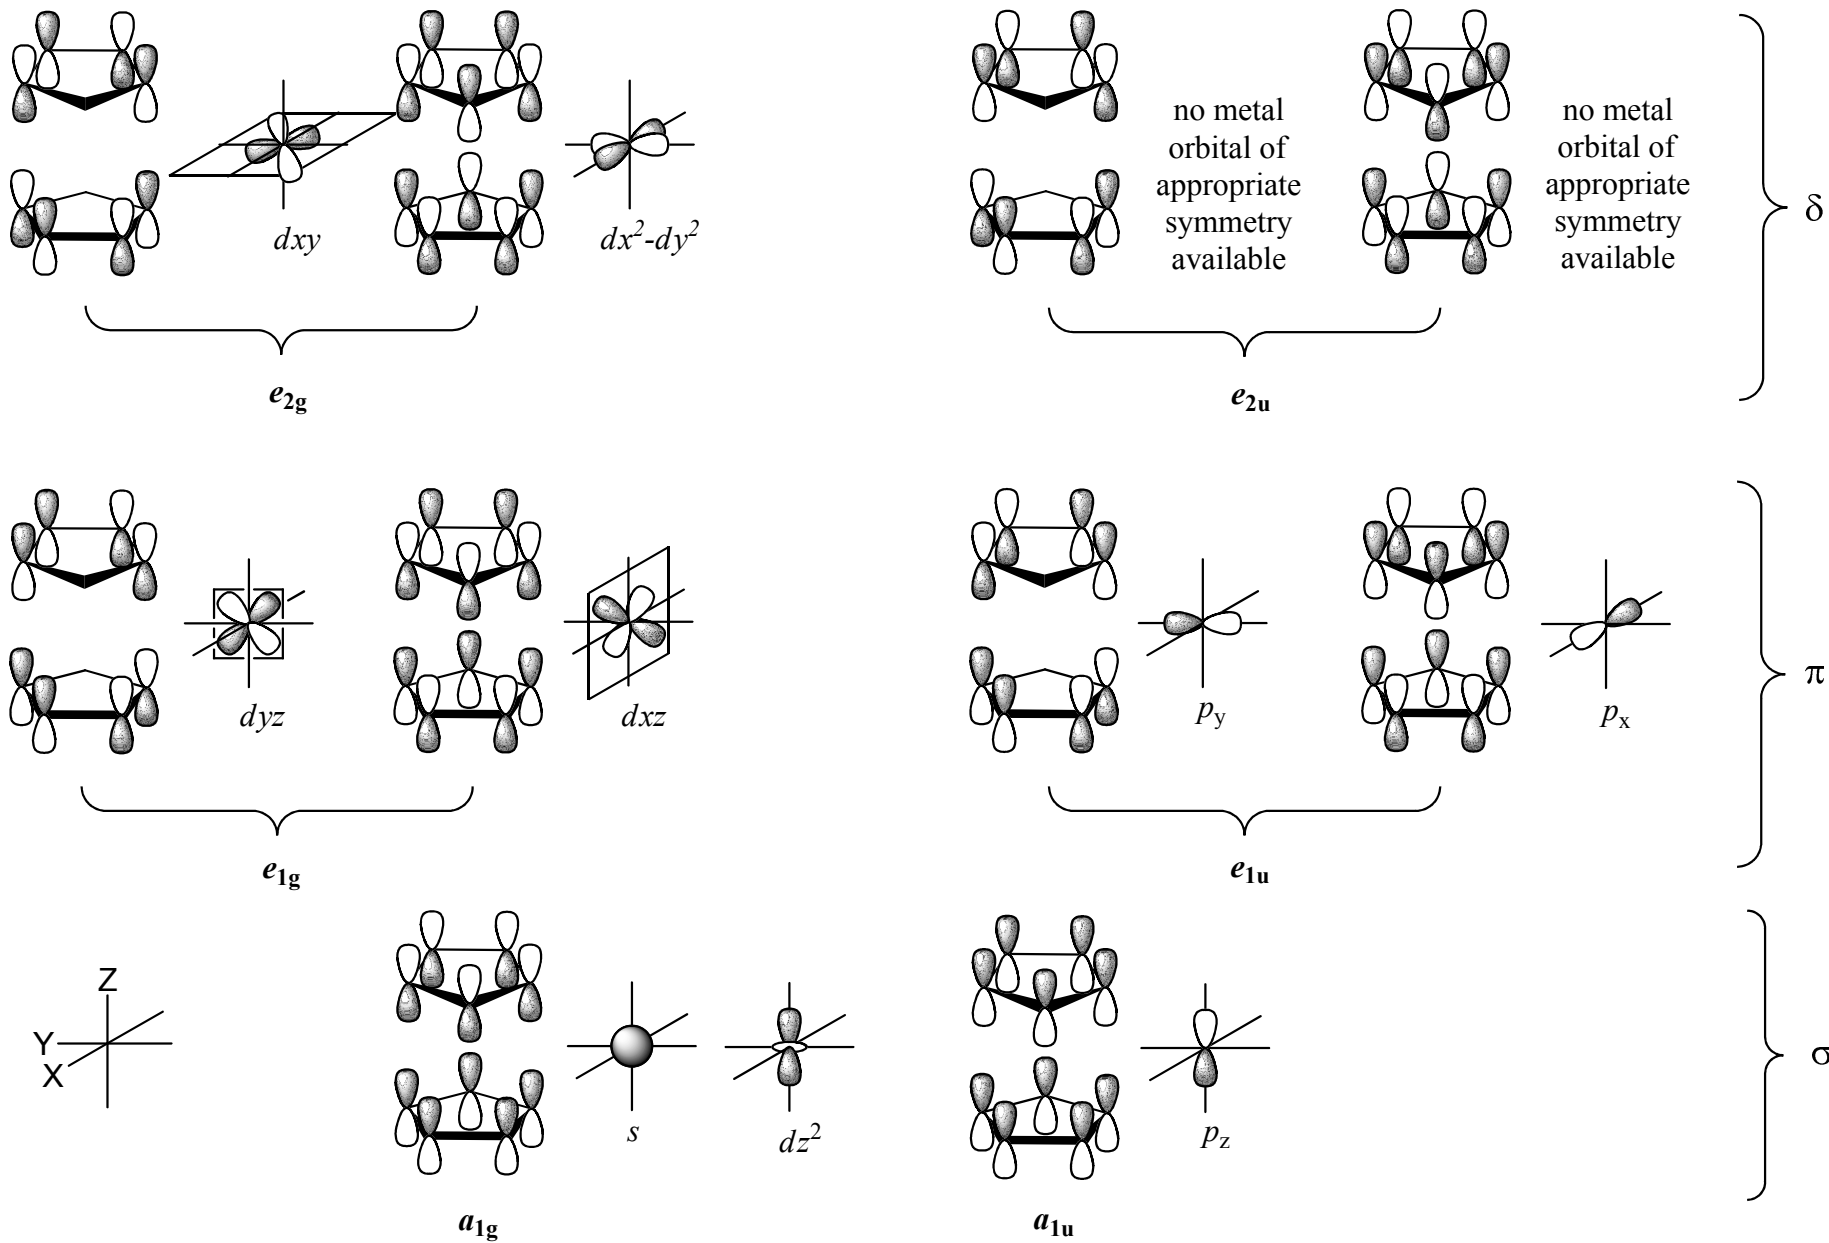 no metal
orbital of
appropriate
symmetry
available
no metal
orbital of
appropriate
symmetry
available
δ
dxy
dx²-dy²
e₂g
e₂u
π
dyz
dxz
py
px
e₁g
e₁u
Z
Y
X
σ
s
dz²
pz
a₁g
a₁u